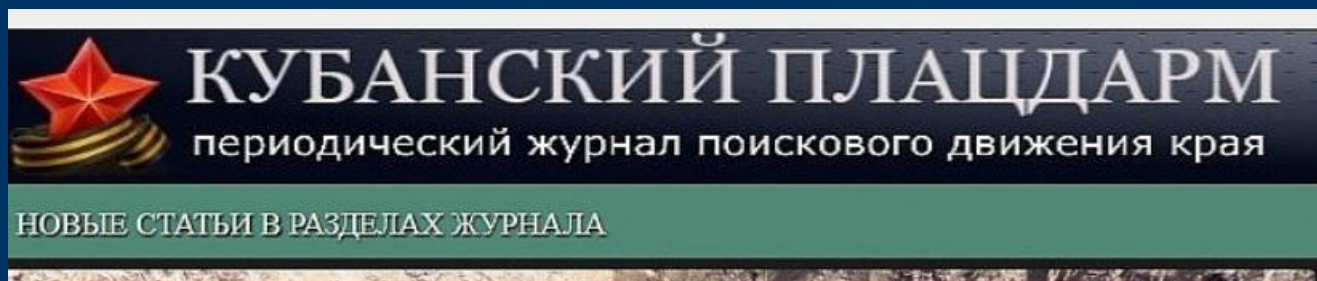 КУБАНСКИЙ ПЛАЦДАРМ
периодический журнал поискового движения края
НОВЫЕ СТАТЬИ В РАЗДЕЛАХ ЖУРНАЛА